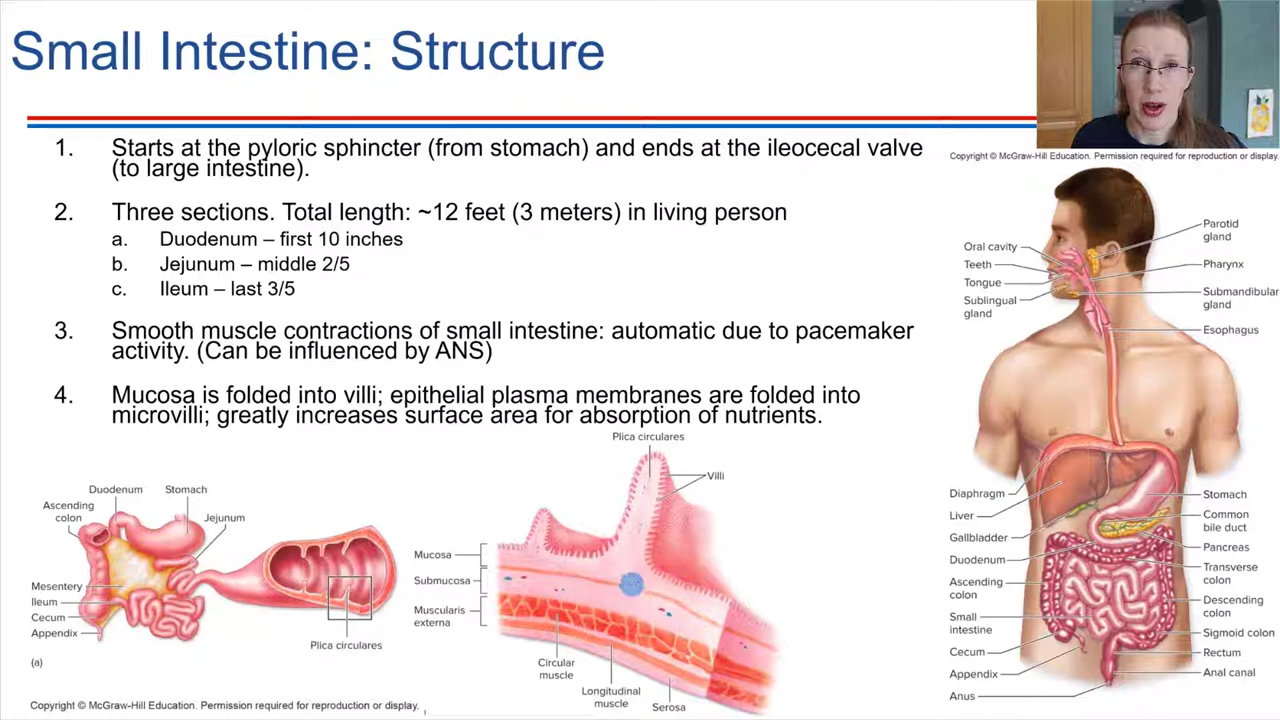 Small Intestine: Structure
1. Starts at the pyloric sphincter (from stomach) and ends at the ileocecal valve
(to large intestine).
2. Three sections. Total length: ~12 feet (3 meters) in living person
a. Duodenum – first 10 inches
b. Jejunum – middle 2/5
c. Ileum – last 3/5
3. Smooth muscle contractions of small intestine: automatic due to pacemaker
activity. (Can be influenced by ANS)
4. Mucosa is folded into villi; epithelial plasma membranes are folded into
microvilli; greatly increases surface area for absorption of nutrients.
Duodenum
Stomach
Ascending
colon
Jejunum
Mesentery
Ileum
Cecum
Appendix
Plica circulares
(a)
Copyright © McGraw-Hill Education. Permission required for reproduction or display.
Plica circulares
Villi
Mucosa
Submucosa
Muscularis
externa
Circular
muscle
Longitudinal
muscle
Serosa
Copyright © McGraw-Hill Education. Permission required for reproduction or display.
Oral cavity
Teeth
Tongue
Sublingual
gland
Parotid
gland
Pharynx
Submandibular
gland
Esophagus
Diaphragm
Liver
Gallbladder
Duodenum
Ascending
colon
Small
intestine
Cecum
Appendix
Anus
Stomach
Common
bile duct
Pancreas
Transverse
colon
Descending
colon
Sigmoid colon
Rectum
Anal canal